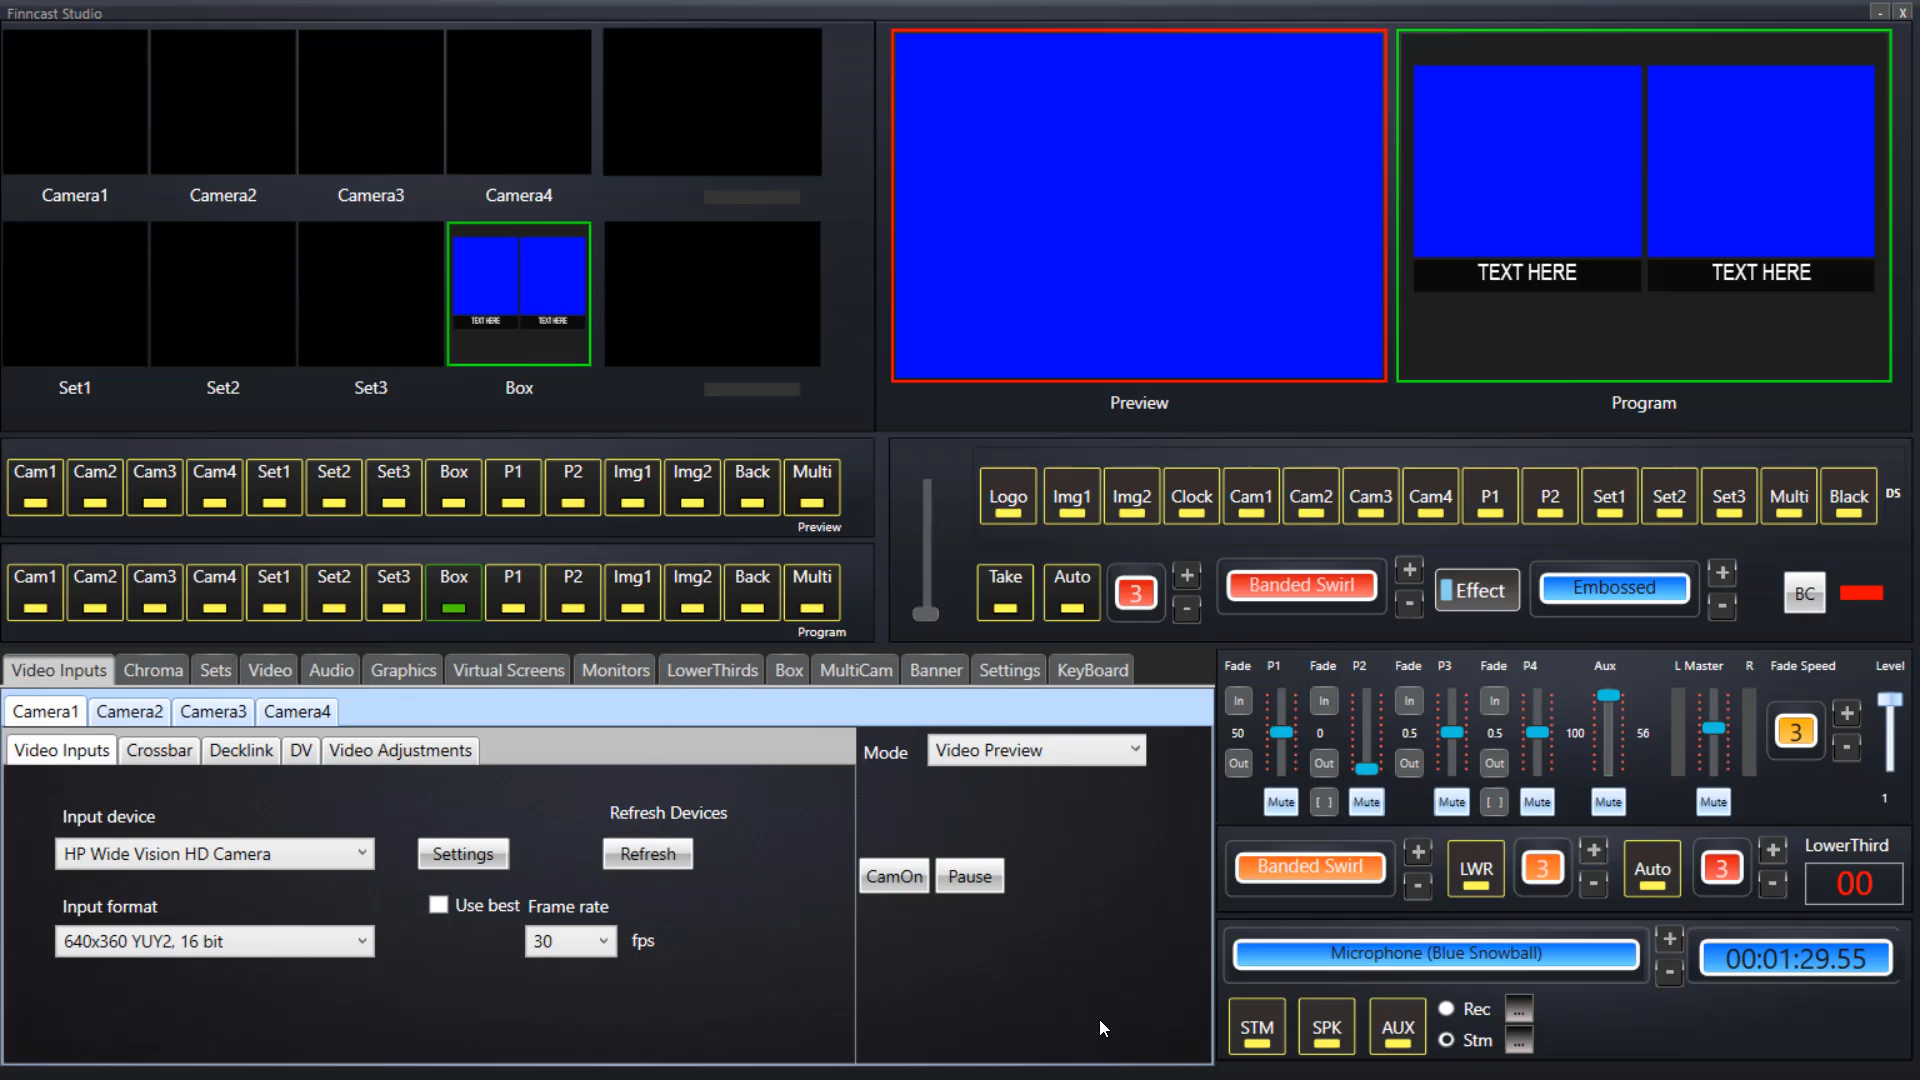 Finncast Studio
- X
Camera1 Camera2 Camera3 Camera4
TEXT HERE TEXT HERE
TEXT HERE TEXT HERE
Set1 Set2 Set3 Box
Preview Program
Cam1 Cam2 Cam3 Cam4 Set1 Set2 Set3 Box P1 P2 Img1 Img2 Back Multi
Preview
Logo Img1 Img2 Clock Cam1 Cam2 Cam3 Cam4 P1 P2 Set1 Set2 Set3 Multi Black DS
Cam1 Cam2 Cam3 Cam4 Set1 Set2 Set3 Box P1 P2 Img1 Img2 Back Multi
Program
Take Auto 3 + - Banded Swirl + - Effect Embossed + - BC
Video Inputs Chroma Sets Video Audio Graphics Virtual Screens Monitors LowerThirds Box MultiCam Banner Settings KeyBoard
Camera1 Camera2 Camera3 Camera4
Video Inputs Crossbar Decklink DV Video Adjustments
Mode Video Preview
Input device Refresh Devices
HP Wide Vision HD Camera Settings Refresh
CamOn Pause
Input format Use best Frame rate
640x360 YUY2, 16 bit 30 fps
Fade P1 Fade P2 Fade P3 Fade P4 Aux L Master R Fade Speed Level
In In In In
50 0 0.5 0.5 100 56 3 + -
Out Out Out Out
Mute [ ] Mute Mute [ ] Mute Mute Mute 1
Banded Swirl + - LWR 3 + - Auto 3 + - LowerThird
00
Microphone (Blue Snowball) + - 00:01:29.55
STM SPK AUX Rec ...
Stm ...